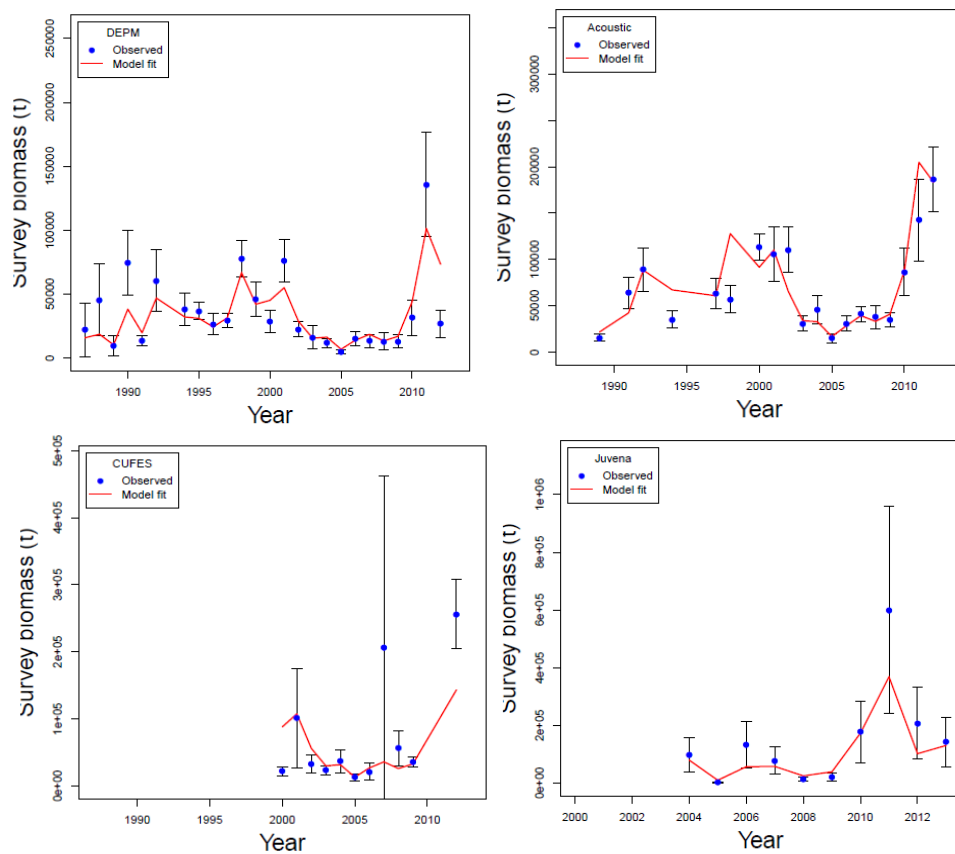 DEPM
Observed
Model fit
Survey biomass (t)
0
50000
100000
150000
200000
250000
1990
1995
2000
2005
2010
Year
Acoustic
Observed
Model fit
Survey biomass (t)
0
50000
100000
150000
200000
300000
1990
1995
2000
2005
2010
Year
CUFES
Observed
Model fit
Survey biomass (t)
0e+00
1e+05
2e+05
3e+05
4e+05
5e+05
1990
1995
2000
2005
2010
Year
Juvena
Observed
Model fit
Survey biomass (t)
0e+00
2e+05
4e+05
6e+05
8e+05
1e+06
2000
2002
2004
2006
2008
2010
2012
Year